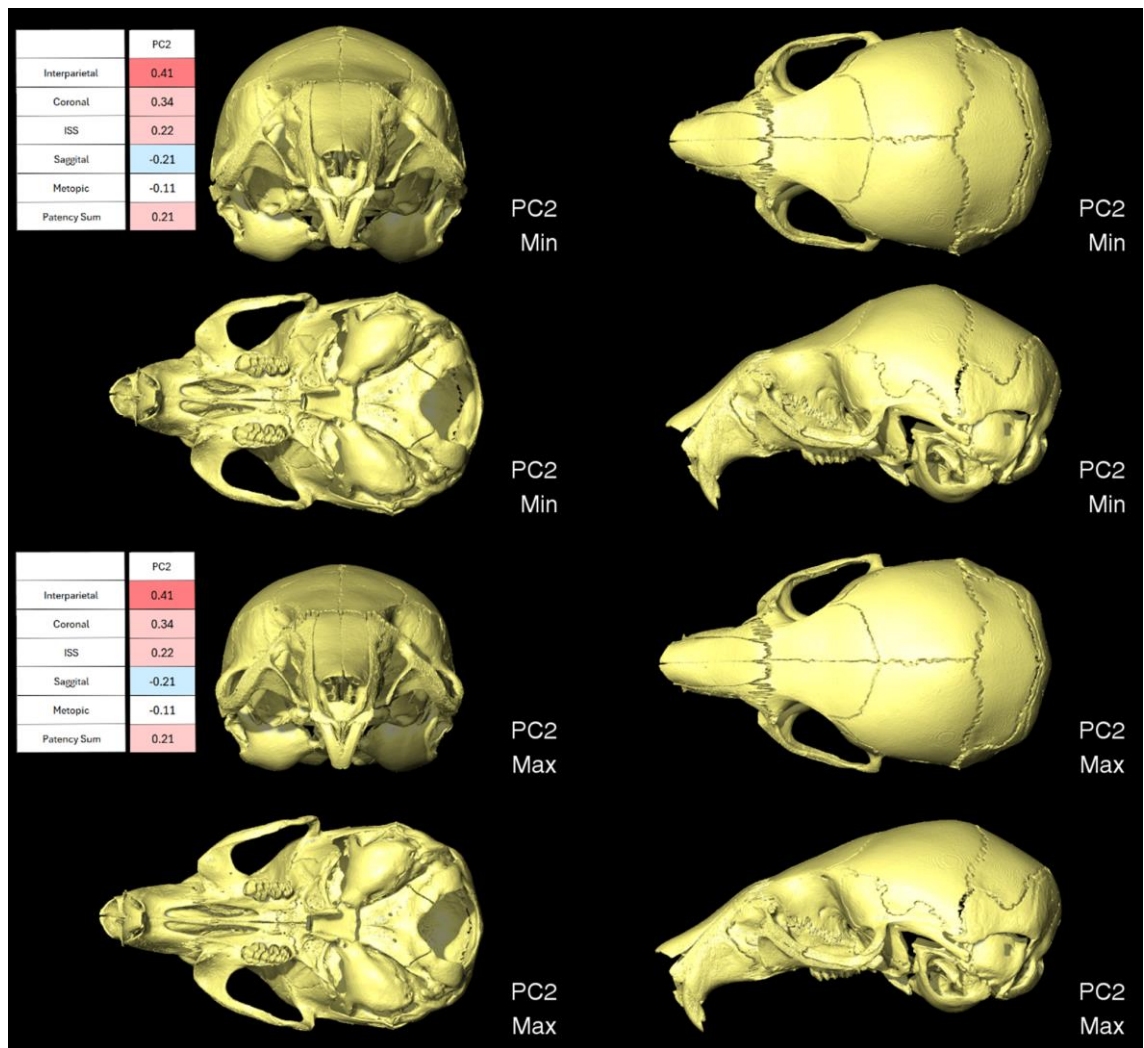 PC2
Interparietal 0.41
Coronal 0.34
ISS 0.22
Saggital -0.21
Metopic -0.11
Patency Sum 0.21
PC2
Min
PC2
Min
PC2
Min
PC2
Min
PC2
Interparietal 0.41
Coronal 0.34
ISS 0.22
Saggital -0.21
Metopic -0.11
Patency Sum 0.21
PC2
Max
PC2
Max
PC2
Max
PC2
Max